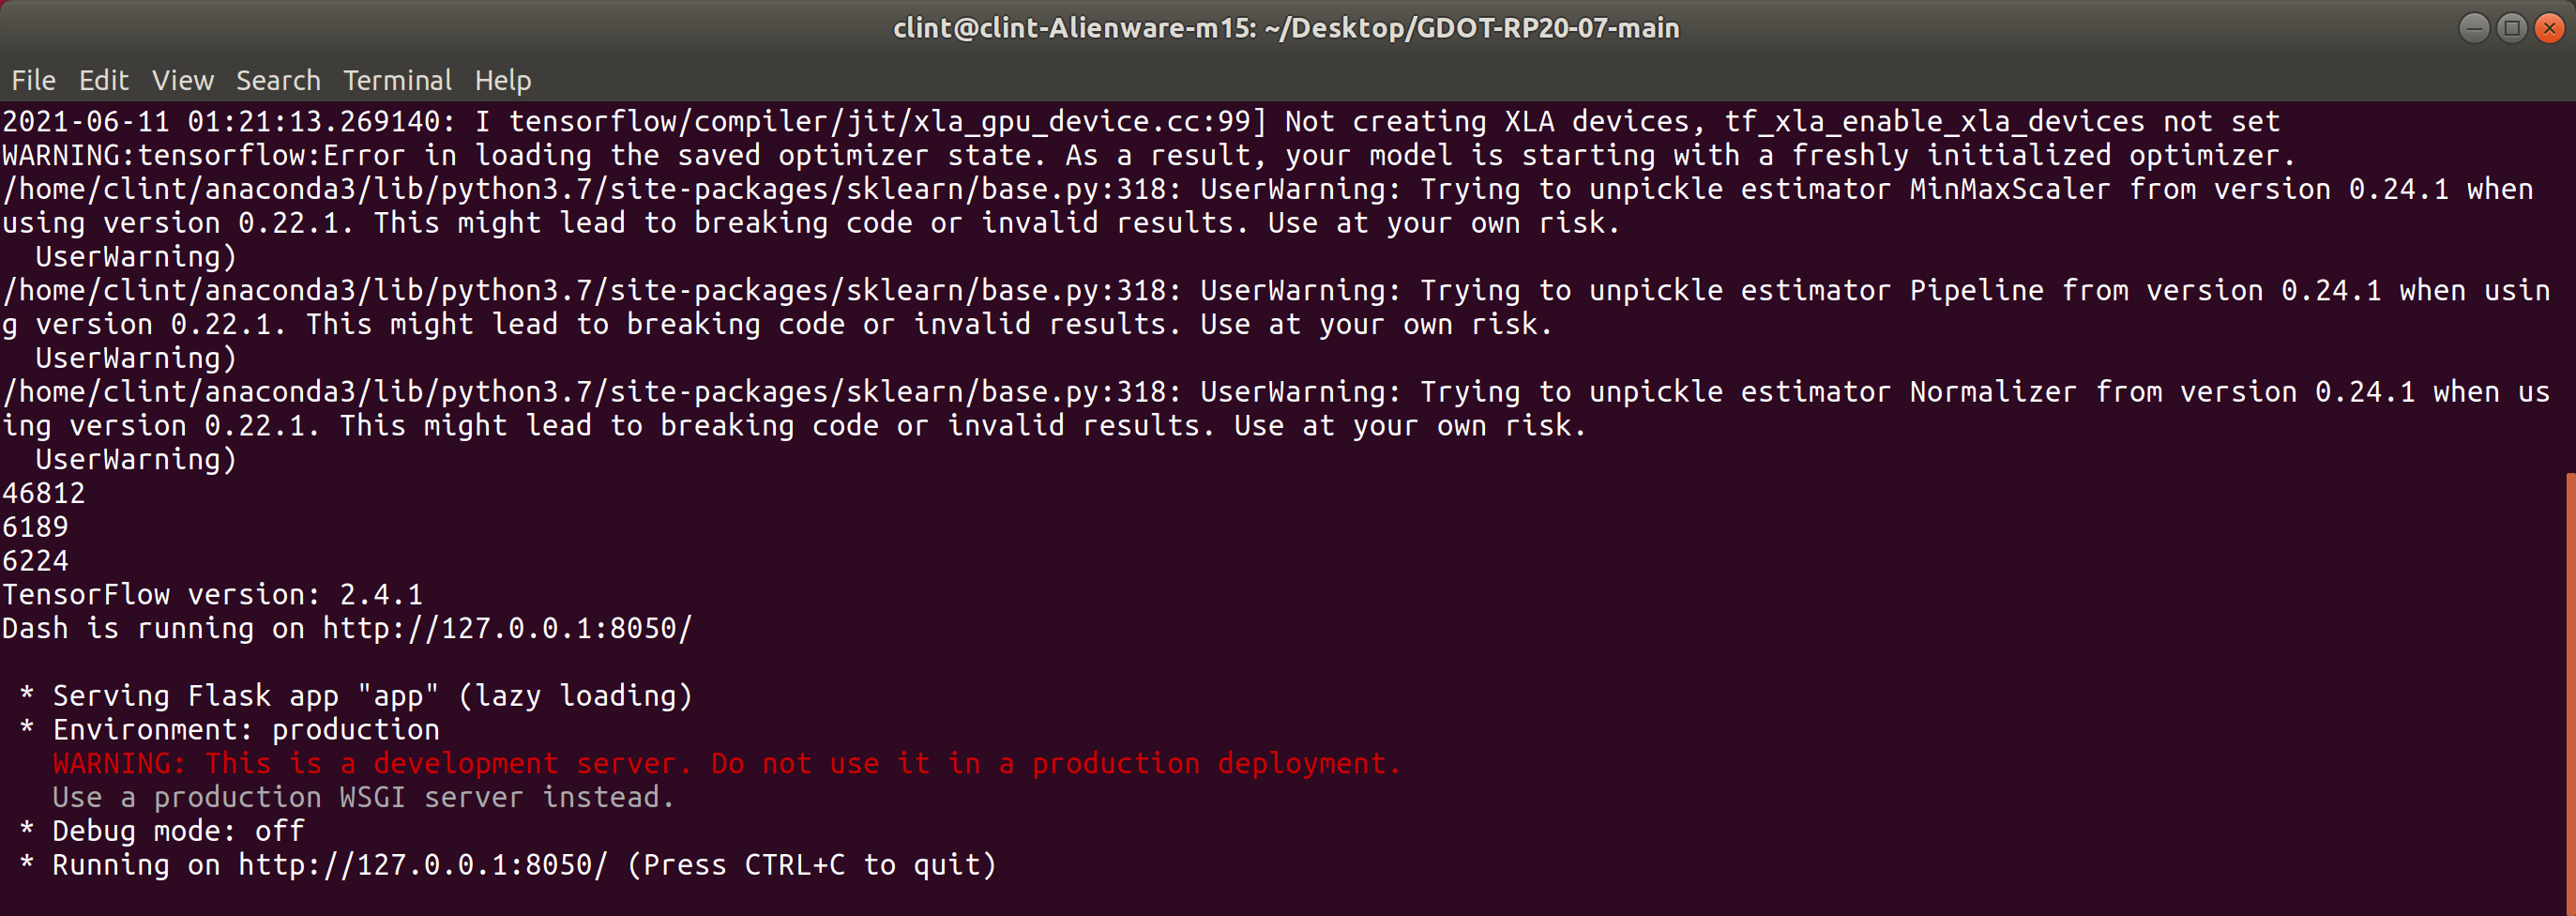 clint@clint-Alienware-m15: ~/Desktop/GDOT-RP20-07-main
File Edit View Search Terminal Help
2021-06-11 01:21:13.269140: I tensorflow/compiler/jit/xla_gpu_device.cc:99] Not creating XLA devices, tf_xla_enable_xla_devices not set
WARNING:tensorflow:Error in loading the saved optimizer state. As a result, your model is starting with a freshly initialized optimizer.
/home/clint/anaconda3/lib/python3.7/site-packages/sklearn/base.py:318: UserWarning: Trying to unpickle estimator MinMaxScaler from version 0.24.1 when
using version 0.22.1. This might lead to breaking code or invalid results. Use at your own risk.
  UserWarning)
/home/clint/anaconda3/lib/python3.7/site-packages/sklearn/base.py:318: UserWarning: Trying to unpickle estimator Pipeline from version 0.24.1 when usin
g version 0.22.1. This might lead to breaking code or invalid results. Use at your own risk.
  UserWarning)
/home/clint/anaconda3/lib/python3.7/site-packages/sklearn/base.py:318: UserWarning: Trying to unpickle estimator Normalizer from version 0.24.1 when us
ing version 0.22.1. This might lead to breaking code or invalid results. Use at your own risk.
  UserWarning)
46812
6189
6224
TensorFlow version: 2.4.1
Dash is running on http://127.0.0.1:8050/
 * Serving Flask app "app" (lazy loading)
 * Environment: production
   WARNING: This is a development server. Do not use it in a production deployment.
   Use a production WSGI server instead.
 * Debug mode: off
 * Running on http://127.0.0.1:8050/ (Press CTRL+C to quit)